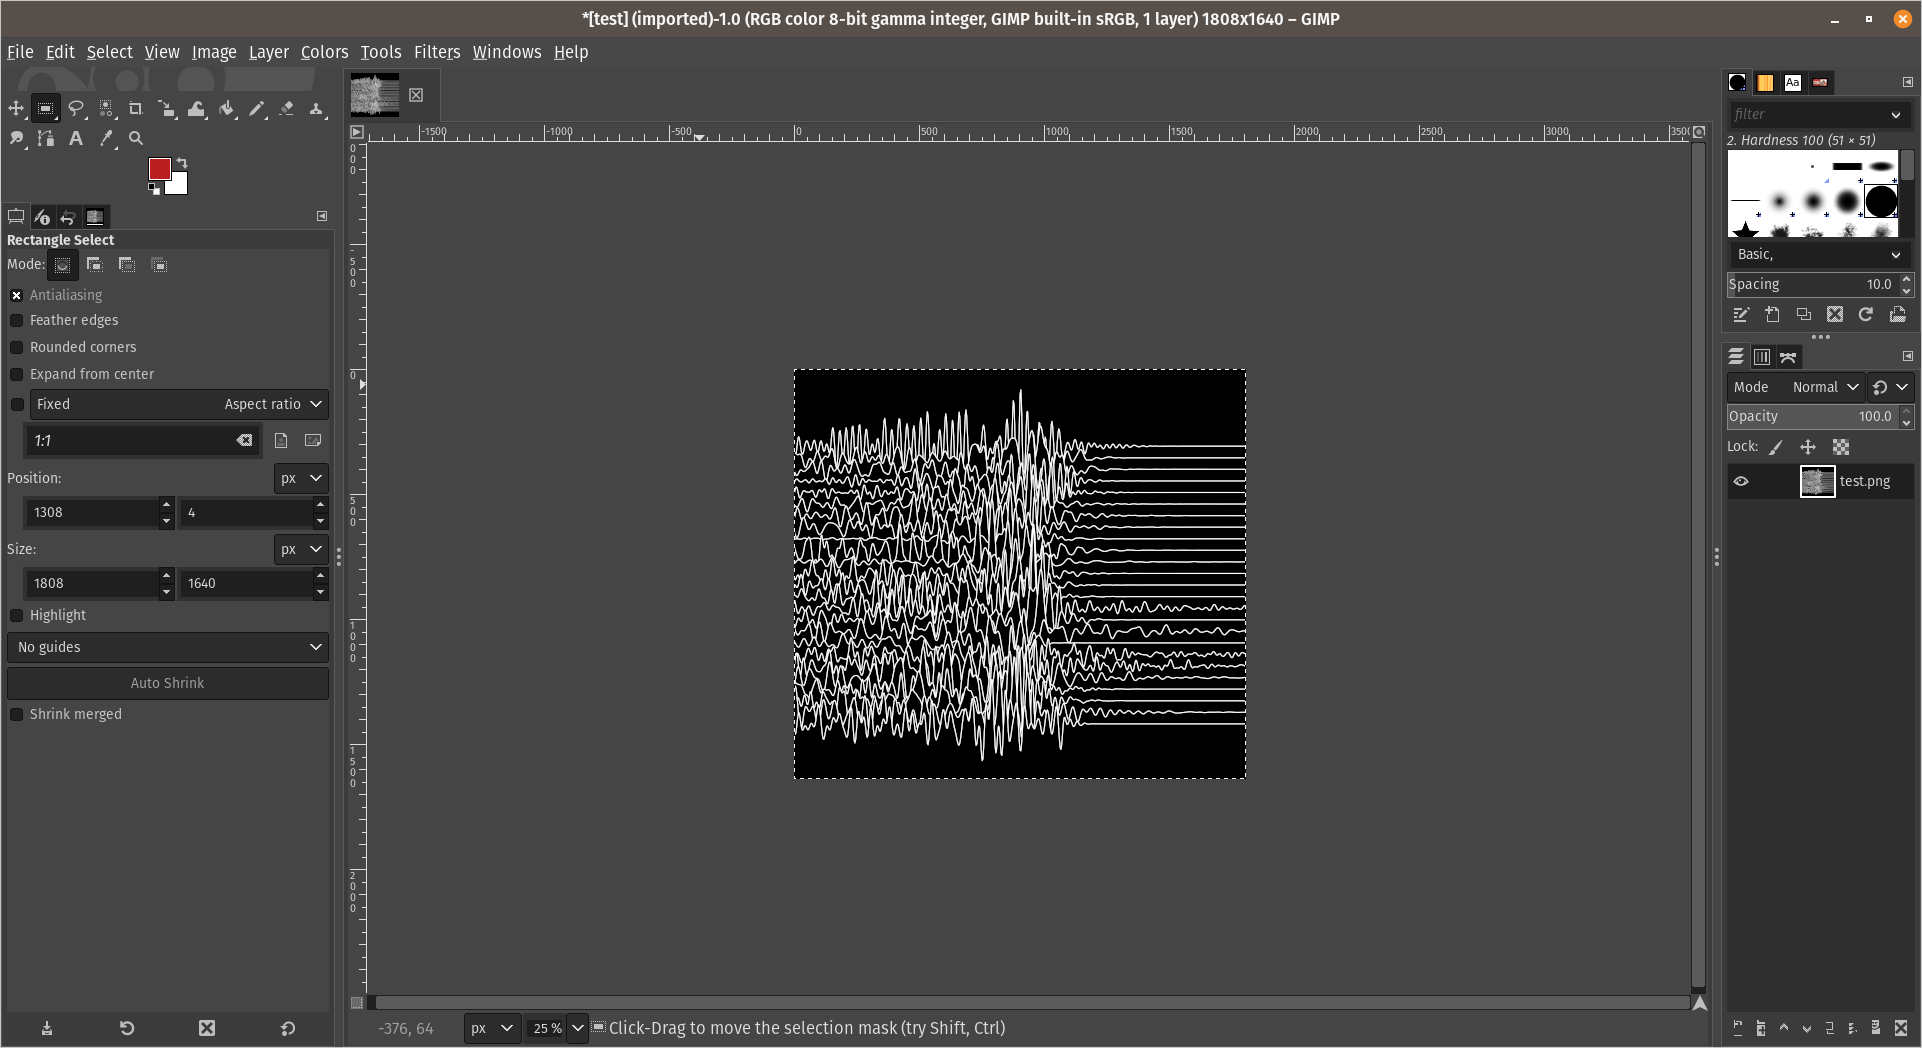 *[test] (imported)-1.0 (RGB color 8-bit gamma integer, GIMP built-in sRGB, 1 layer) 1808x1640 – GIMP
File Edit Select View Image Layer Colors Tools Filters Windows Help
Rectangle Select
Mode:
Antialiasing
Feather edges
Rounded corners
Expand from center
Fixed Aspect ratio
1:1
Position: px
1308 4
Size: px
1808 1640
Highlight
No guides
Auto Shrink
Shrink merged
-1500 -1000 -500 0 500 1000 1500 2000 2500 3000 3500
0
500
1000
1500
2000
-376, 64 px 25 % Click-Drag to move the selection mask (try Shift, Ctrl)
Aa
filter
2. Hardness 100 (51 × 51)
Basic,
Spacing 10.0
Mode Normal
Opacity 100.0
Lock:
test.png